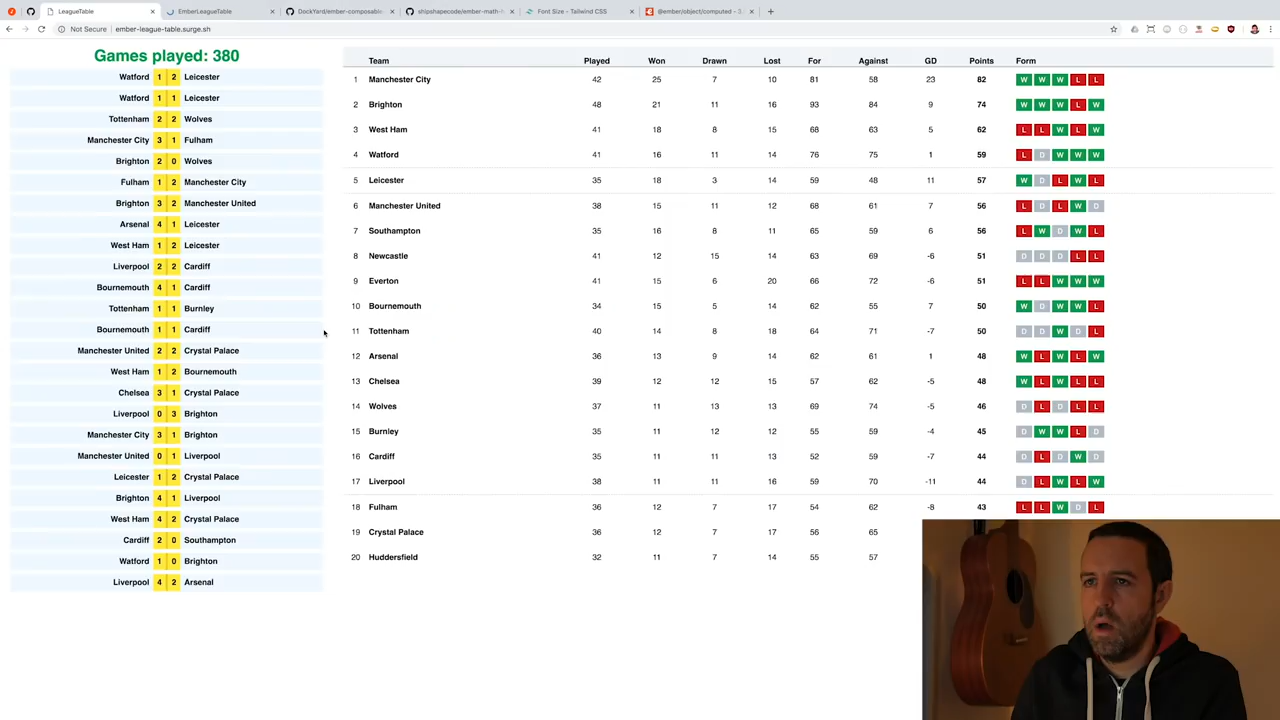 LeagueTable
EmberLeagueTable
DockYard/ember-composable-
shipshapecode/ember-math-h
Font Size - Tailwind CSS
@ember/object/computed - 3.
Not Secure | ember-league-table.surge.sh
Games played: 380
Watford 1 2 Leicester
Watford 1 1 Leicester
Tottenham 2 2 Wolves
Manchester City 3 1 Fulham
Brighton 2 0 Wolves
Fulham 1 2 Manchester City
Brighton 3 2 Manchester United
Arsenal 4 1 Leicester
West Ham 1 2 Leicester
Liverpool 2 2 Cardiff
Bournemouth 4 1 Cardiff
Tottenham 1 1 Burnley
Bournemouth 1 1 Cardiff
Manchester United 2 2 Crystal Palace
West Ham 1 2 Bournemouth
Chelsea 3 1 Crystal Palace
Liverpool 0 3 Brighton
Manchester City 3 1 Brighton
Manchester United 0 1 Liverpool
Leicester 1 2 Crystal Palace
Brighton 4 1 Liverpool
West Ham 4 2 Crystal Palace
Cardiff 2 0 Southampton
Watford 1 0 Brighton
Liverpool 4 2 Arsenal
Team Played Won Drawn Lost For Against GD Points Form
1 Manchester City 42 25 7 10 81 58 23 82 W W W L L
2 Brighton 48 21 11 16 93 84 9 74 W W W L W
3 West Ham 41 18 8 15 68 63 5 62 L L W L W
4 Watford 41 16 11 14 76 75 1 59 L D W W W
5 Leicester 35 18 3 14 59 48 11 57 W D L W L
6 Manchester United 38 15 11 12 68 61 7 56 L D L W D
7 Southampton 35 16 8 11 65 59 6 56 L W D W L
8 Newcastle 41 12 15 14 63 69 -6 51 D D D L L
9 Everton 41 15 6 20 66 72 -6 51 L L W W W
10 Bournemouth 34 15 5 14 62 55 7 50 W D W W L
11 Tottenham 40 14 8 18 64 71 -7 50 D D W D L
12 Arsenal 36 13 9 14 62 61 1 48 W L W L W
13 Chelsea 39 12 12 15 57 62 -5 48 W L W L L
14 Wolves 37 11 13 13 69 74 -5 46 D L D L L
15 Burnley 35 11 12 12 55 59 -4 45 D W W L D
16 Cardiff 35 11 11 13 52 59 -7 44 D L D W D
17 Liverpool 38 11 11 16 59 70 -11 44 D L W L W
18 Fulham 36 12 7 17 54 62 -8 43 L L W D L
19 Crystal Palace 36 12 7 17 56 65
20 Huddersfield 32 11 7 14 55 57